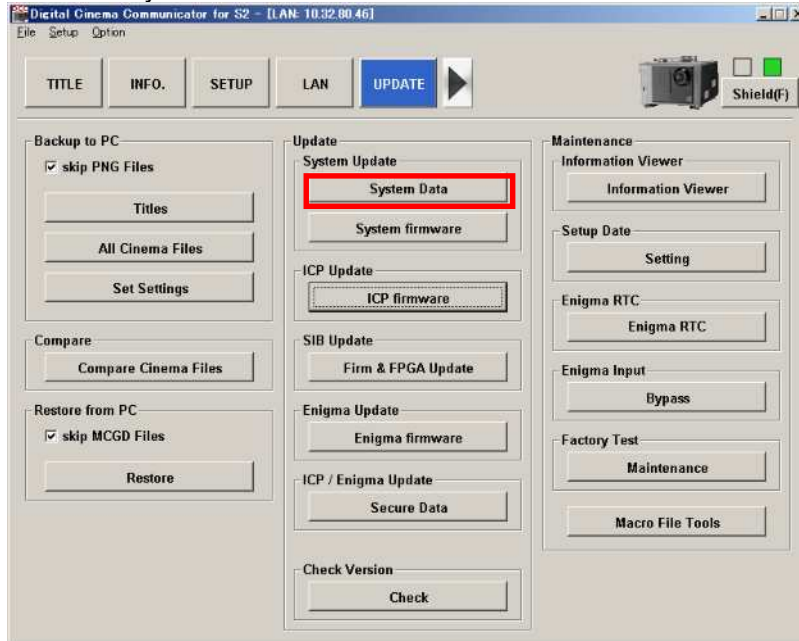 Digital Cinema Communicator for S2 - [LAN: 10.32.80.46]
File Setup Option
TITLE INFO. SETUP LAN UPDATE Shield(F)
Backup to PC
skip PNG Files
Titles
All Cinema Files
Set Settings
Compare
Compare Cinema Files
Restore from PC
skip MCGD Files
Restore
Update
System Update
System Data
System firmware
ICP Update
ICP firmware
SIB Update
Firm & FPGA Update
Enigma Update
Enigma firmware
ICP / Enigma Update
Secure Data
Check Version
Check
Maintenance
Information Viewer
Information Viewer
Setup Date
Setting
Enigma RTC
Enigma RTC
Enigma Input
Bypass
Factory Test
Maintenance
Macro File Tools